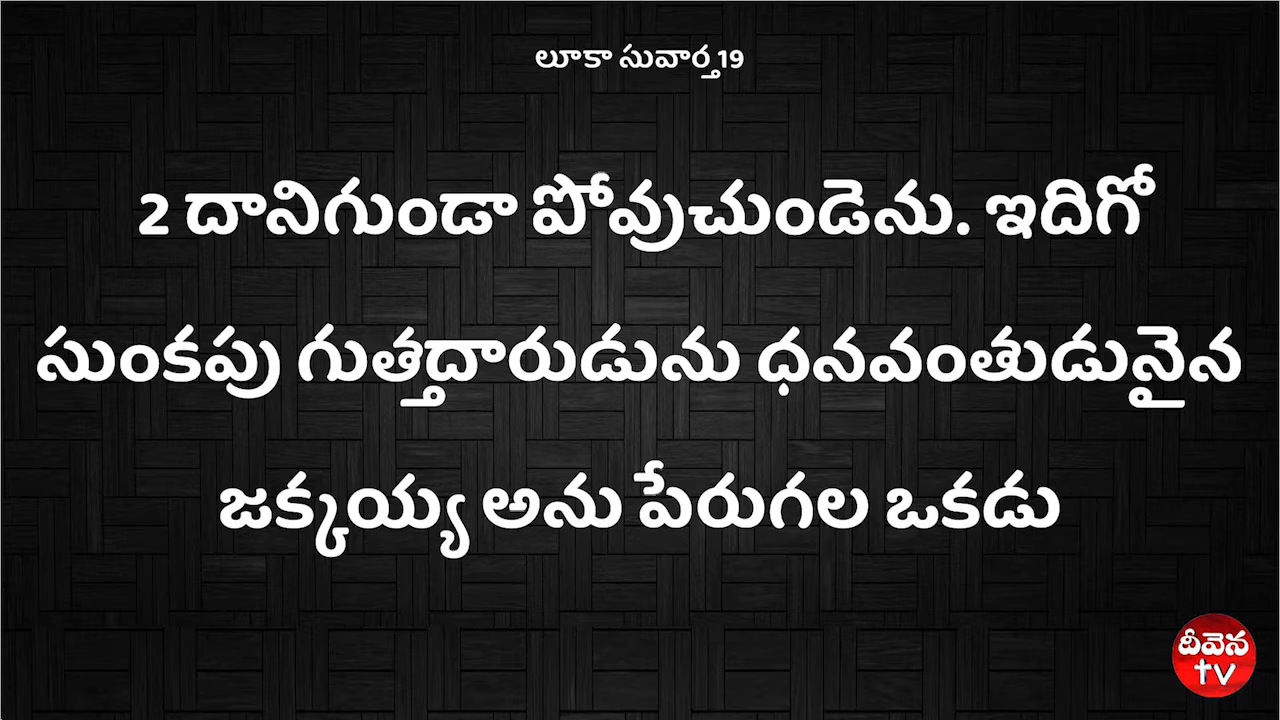 లూకా సువార్త 19
2 దానిగుండా పోవుచుండెను. ఇదిగో
సుంకపు గుత్తదారుడును ధనవంతుడునైన
జక్కయ్య అను పేరుగల ఒకడు
దీవెన
tv